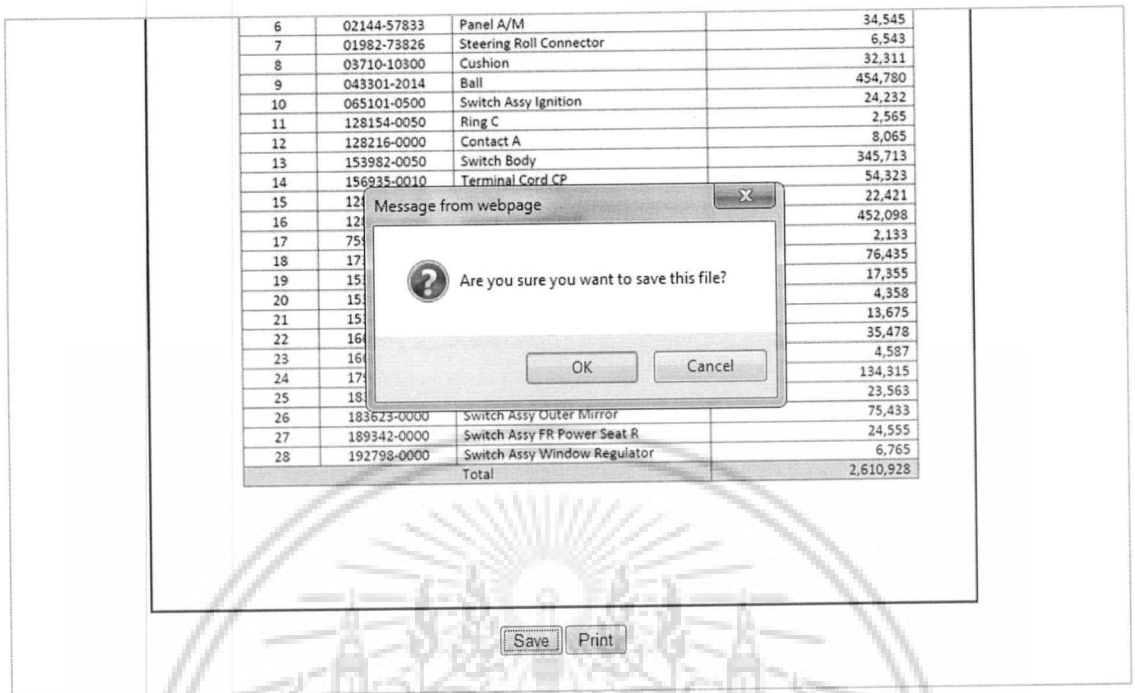 6 02144-57833 Panel A/M 34,545
7 01982-73826 Steering Roll Connector 6,543
8 03710-10300 Cushion 32,311
9 043301-2014 Ball 454,780
10 065101-0500 Switch Assy Ignition 24,232
11 128154-0050 Ring C 2,565
12 128216-0000 Contact A 8,065
13 153982-0050 Switch Body 345,713
14 156935-0010 Terminal Cord CP 54,323
15 22,421
16 452,098
17 2,133
18 76,435
19 17,355
20 4,358
21 13,675
22 35,478
23 4,587
24 134,315
25 23,563
Message from webpage X
Are you sure you want to save this file?
OK Cancel
26 183623-0000 Switch Assy Outer Mirror 75,433
27 189342-0000 Switch Assy FR Power Seat R 24,555
28 192798-0000 Switch Assy Window Regulator 6,765
Total 2,610,928
Save Print